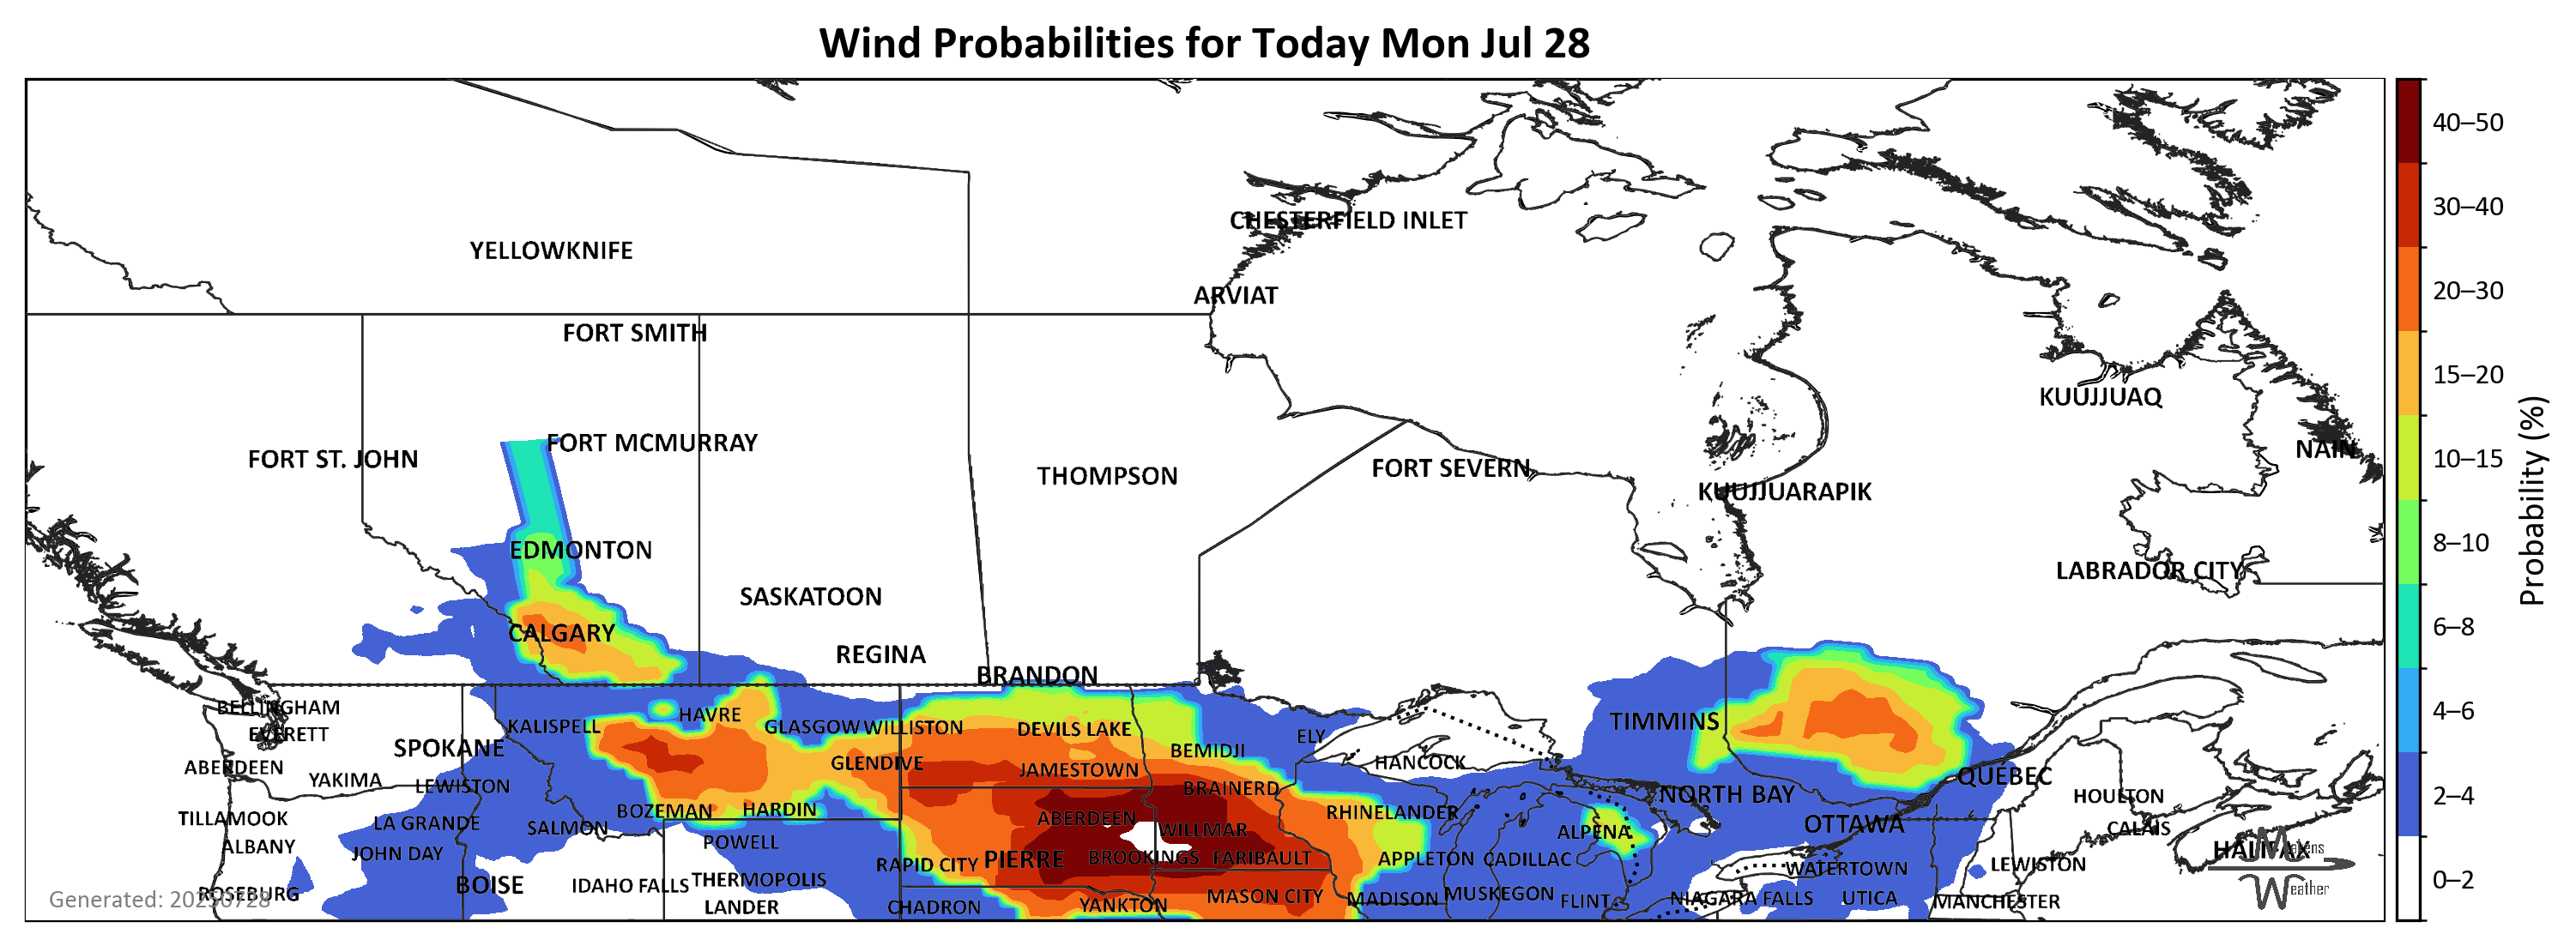 Wind Probabilities for Today Mon Jul 28
CHESTERFIELD INLET
YELLOWKNIFE
ARVIAT
FORT SMITH
KUUJJUAQ
FORT MCMURRAY
NAIN
FORT ST. JOHN
FORT SEVERN
THOMPSON
KUUJJUARAPIK
EDMONTON
LABRADOR CITY
SASKATOON
CALGARY
REGINA
BRANDON
BELLINGHAM
HAVRE
TIMMINS
KALISPELL
GLASGOW
WILLISTON
DEVILS LAKE
EVERETT
ELY
SPOKANE
BEMIDJI
ABERDEEN
GLENDIVE
HANCOCK
JAMESTOWN
QUÉBEC
YAKIMA
LEWISTON
BRAINERD
NORTH BAY
HOULTON
BOZEMAN
HARDIN
RHINELANDER
TILLAMOOK
ABERDEEN
LA GRANDE
SALMON
WILLMAR
ALPENA
OTTAWA
CALAIS
ALBANY
POWELL
JOHN DAY
BROOKINGS
FARIBAULT
APPLETON
CADILLAC
HALIFAX
RAPID CITY
PIERRE
LEWISTON
WATERTOWN
BOISE
IDAHO FALLS
THERMOPOLIS
ROSEBURG
MASON CITY
MADISON
MUSKEGON
FLINT
NIAGARA FALLS
UTICA
MANCHESTER
LANDER
CHADRON
YANKTON
Generated: 20250728
eather
40–50
30–40
20–30
15–20
10–15
8–10
6–8
4–6
2–4
0–2
Probability (%)